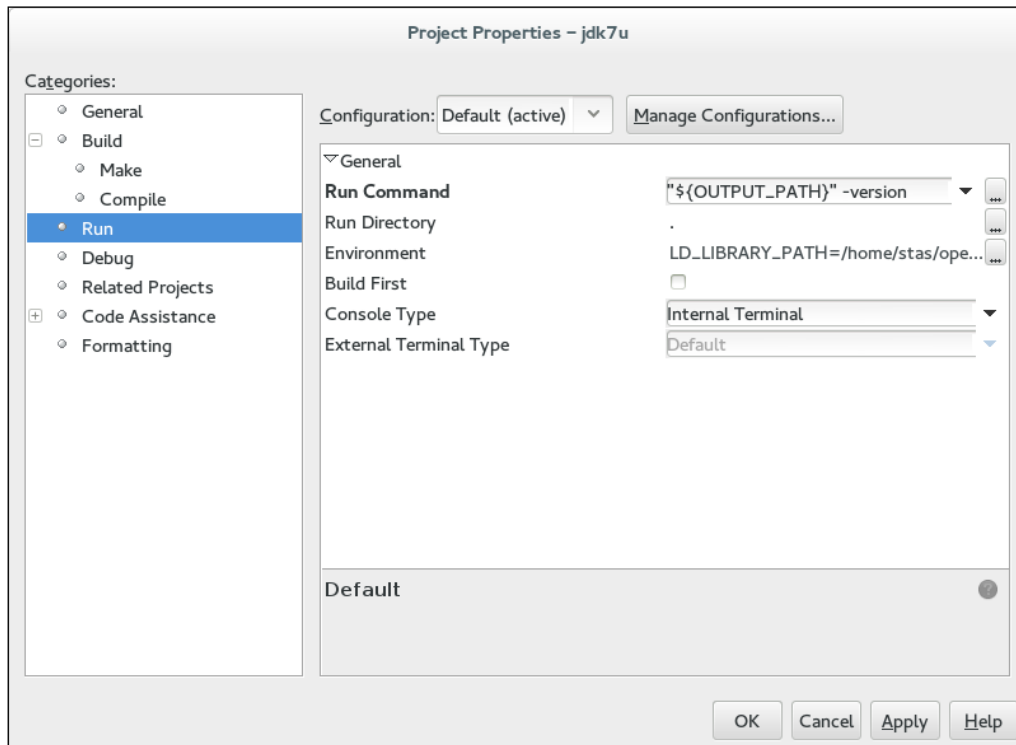 Project Properties – jdk7u
Categories:
General
Build
Make
Compile
Run
Debug
Related Projects
Code Assistance
Formatting
Configuration: Default (active) Manage Configurations...
General
Run Command "${OUTPUT_PATH}" -version
Run Directory .
Environment LD_LIBRARY_PATH=/home/stas/ope...
Build First
Console Type Internal Terminal
External Terminal Type Default
Default
OK Cancel Apply Help